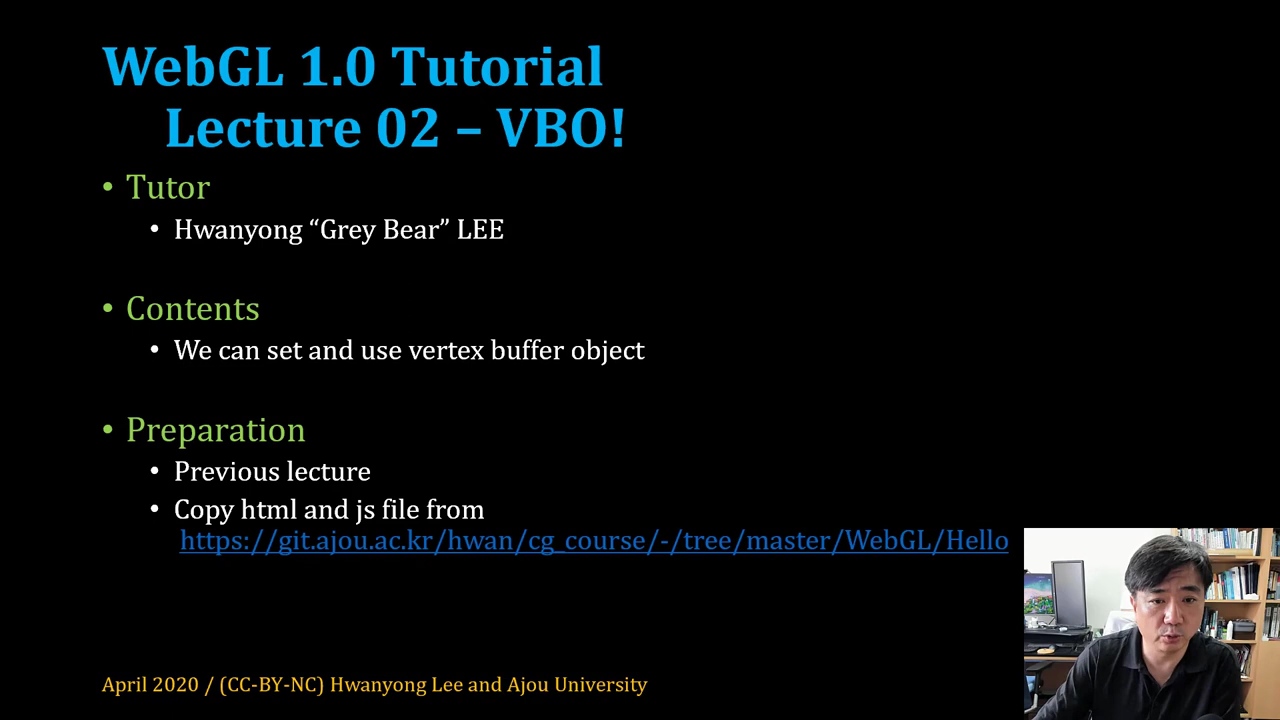 WebGL 1.0 Tutorial
Lecture 02 – VBO!
• Tutor
• Hwanyong “Grey Bear” LEE
• Contents
• We can set and use vertex buffer object
• Preparation
• Previous lecture
• Copy html and js file from
https://git.ajou.ac.kr/hwan/cg_course/-/tree/master/WebGL/Hello
April 2020 / (CC-BY-NC) Hwanyong Lee and Ajou University